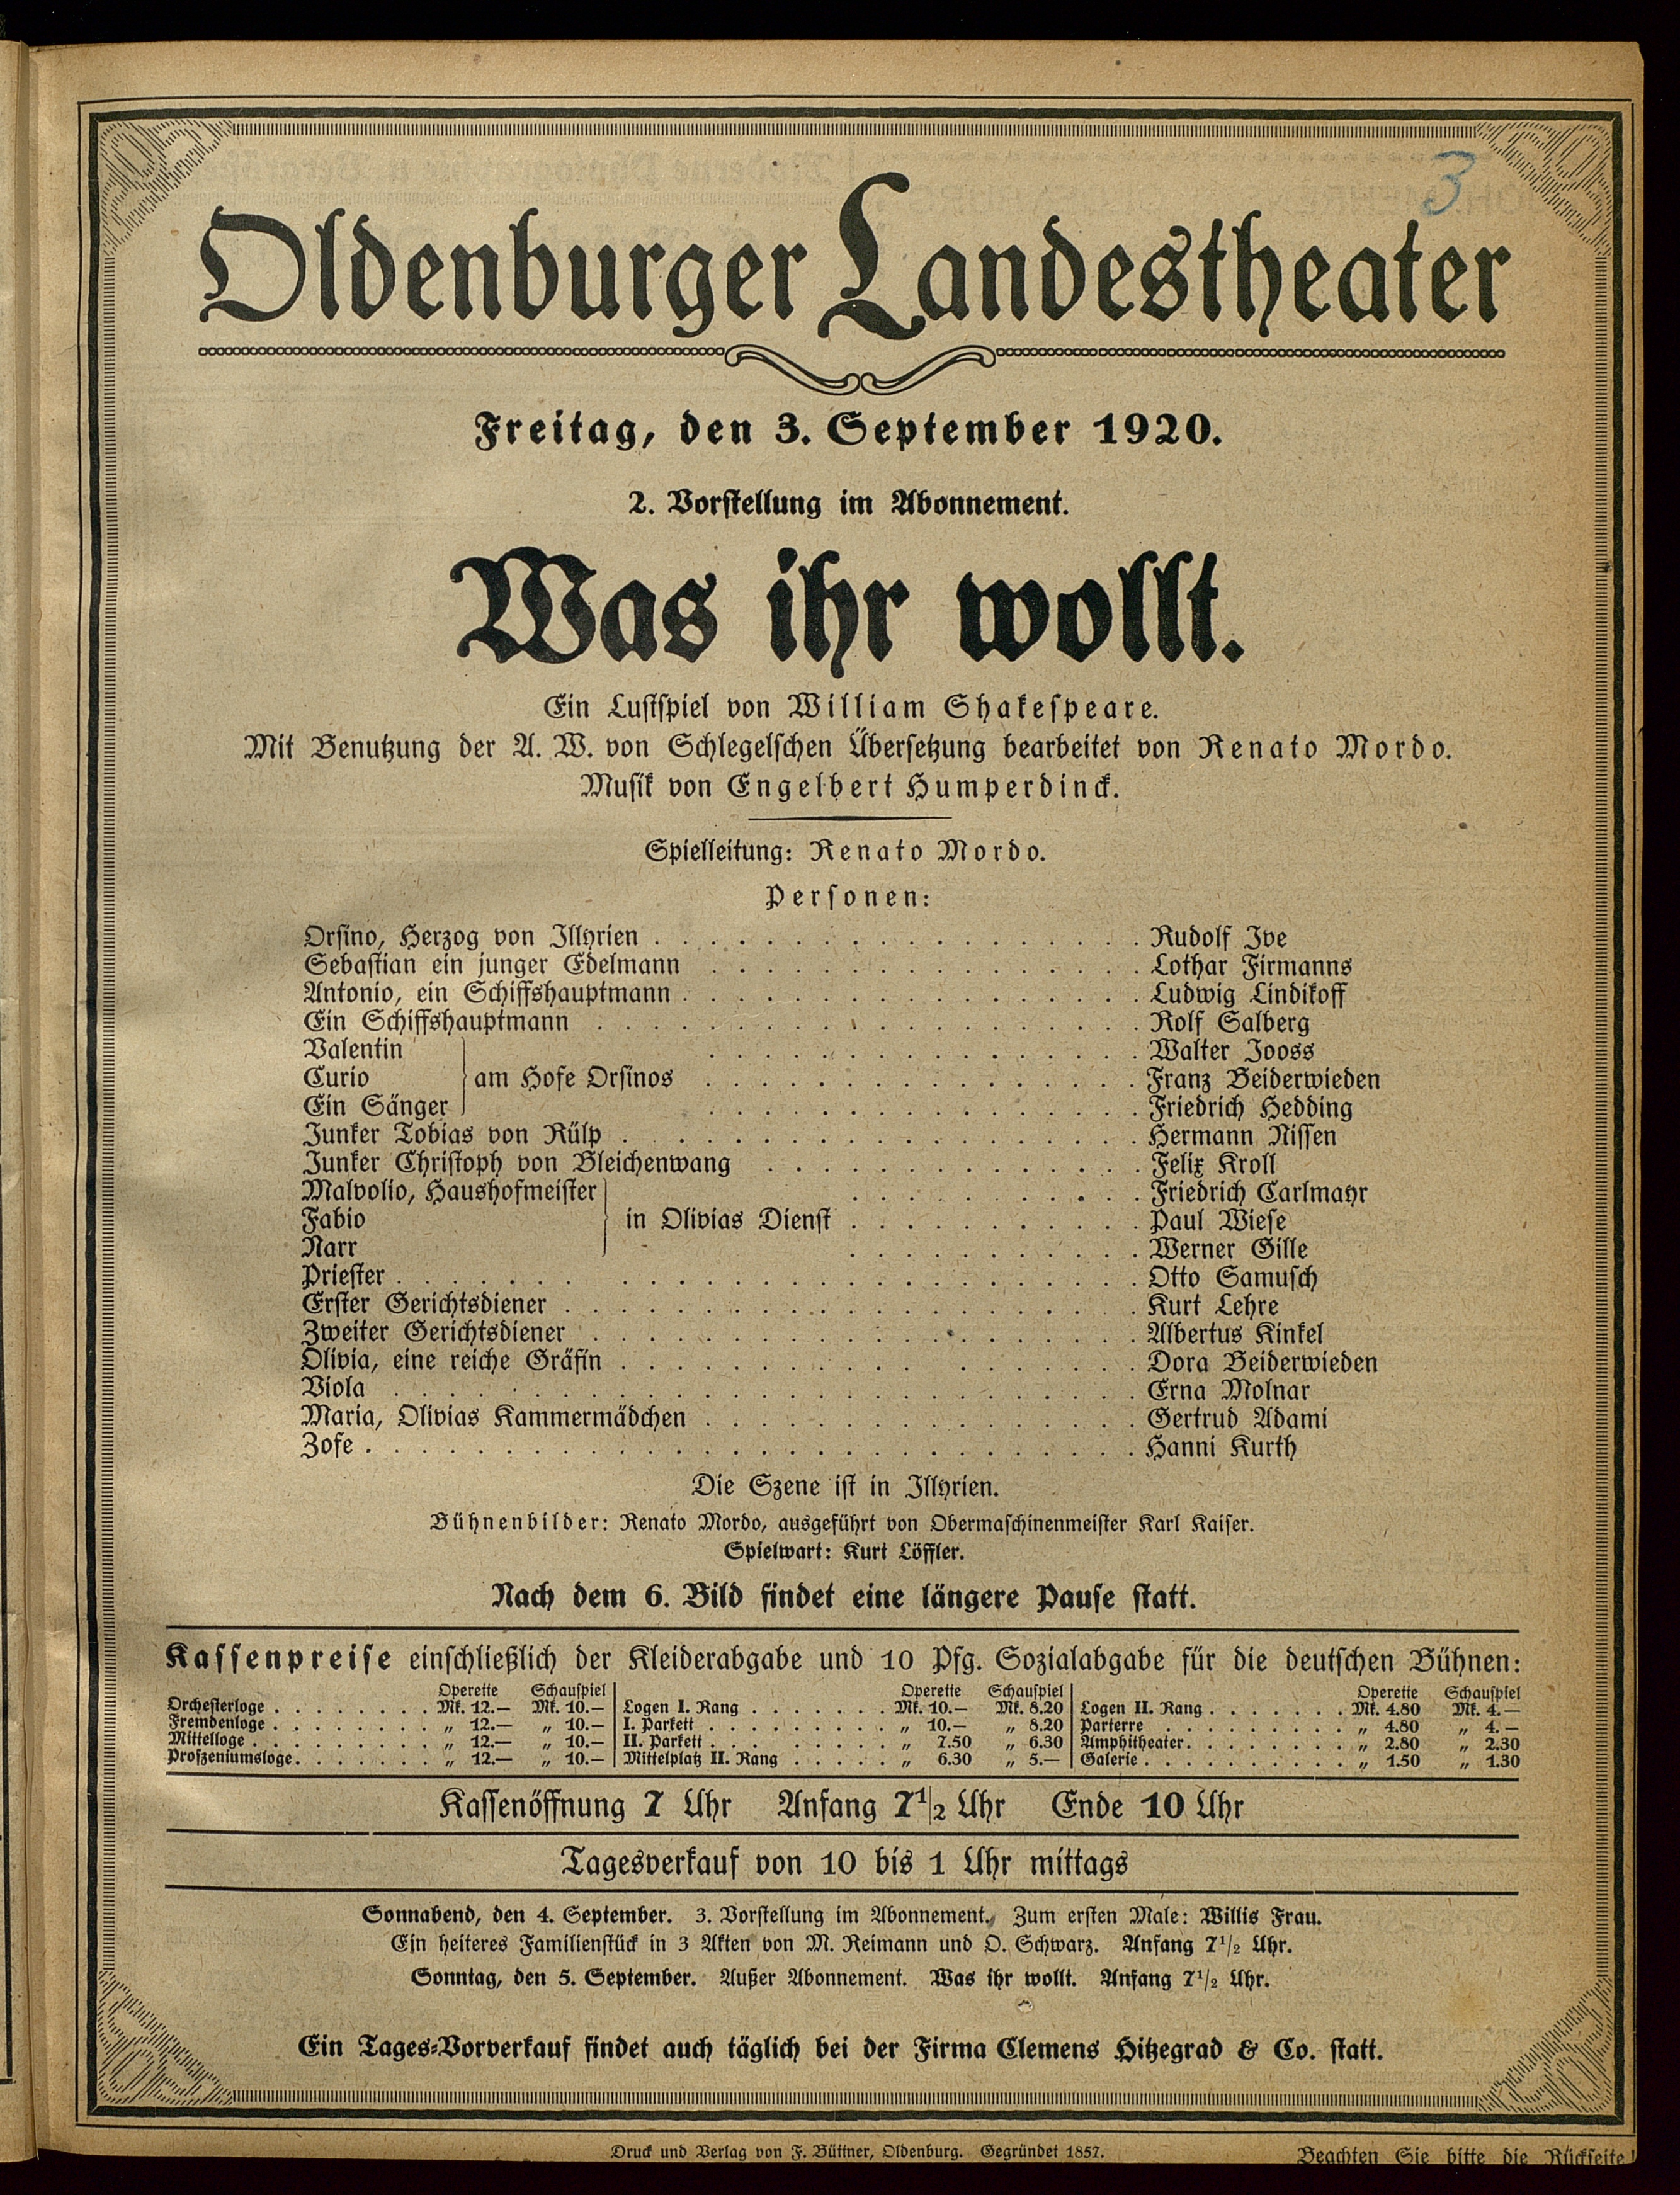 3
Oldenburger Landestheater
Freitag, den 3. September 1920.
2. Vorstellung im Abonnement.
Was ihr wollt.
Ein Lustspiel von William Shakespeare.
Mit Benutzung der A. W. von Schlegelschen Übersetzung bearbeitet von Renato Mordo.
Musik von Engelbert Humperdinck.
Spielleitung: Renato Mordo.
Personen:
Orsino, Herzog von Illyrien . . . . . . . . Rudolf Ive
Sebastian ein junger Edelmann . . . . . . . . Lothar Firmanns
Antonio, ein Schiffshauptmann . . . . . . . . Ludwig Lindikoff
Ein Schiffshauptmann . . . . . . . . Rolf Salberg
Valentin . . . . . . . . Walter Jooss
Curio } am Hofe Orsinos . . . . . . . . Franz Beiderwieden
Ein Sänger . . . . . . . . Friedrich Hedding
Junker Tobias von Rülp . . . . . . . . Hermann Nissen
Junker Christoph von Bleichenwang . . . . . . . . Felix Kroll
Malvolio, Haushofmeister . . . . . . . . Friedrich Carlmayr
Fabio } in Olivias Dienst . . . . . . . . Paul Wiese
Narr . . . . . . . . Werner Gille
Priester . . . . . . . . Otto Samusch
Erster Gerichtsdiener . . . . . . . . Kurt Lehre
Zweiter Gerichtsdiener . . . . . . . . Albertus Kinkel
Olivia, eine reiche Gräfin . . . . . . . . Dora Beiderwieden
Viola . . . . . . . . Erna Molnar
Maria, Olivias Kammermädchen . . . . . . . . Gertrud Adami
Zofe . . . . . . . . Hanni Kurth
Die Szene ist in Illyrien.
Bühnenbilder: Renato Mordo, ausgeführt von Obermaschinenmeister Karl Kaiser.
Spielwart: Kurt Löffler.
Nach dem 6. Bild findet eine längere Pause statt.
Kassenpreise einschließlich der Kleiderabgabe und 10 Pfg. Sozialabgabe für die deutschen Bühnen:
Operette Schauspiel
Orchesterloge . . . . . Mk. 12.— Mk. 10.—
Fremdenloge . . . . . „ 12.— „ 10.—
Mittelloge . . . . . „ 12.— „ 10.—
Proszeniumsloge . . . . . „ 12.— „ 10.—
Operette Schauspiel
Logen I. Rang . . . . . Mk. 10.— Mk. 8.20
I. Parkett . . . . . „ 10.— „ 8.20
II. Parkett . . . . . „ 7.50 „ 6.30
Mittelplatz II. Rang . . . . . „ 6.30 „ 5.—
Operette Schauspiel
Logen II. Rang . . . . . Mk. 4.80 Mk. 4.—
Parterre . . . . . „ 4.80 „ 4.—
Amphitheater . . . . . „ 2.80 „ 2.30
Galerie . . . . . „ 1.50 „ 1.30
Kassenöffnung 7 Uhr Anfang 7 1/2 Uhr Ende 10 Uhr
Tagesverkauf von 10 bis 1 Uhr mittags
Sonnabend, den 4. September. 3. Vorstellung im Abonnement. Zum ersten Male: Willis Frau.
Ein heiteres Familienstück in 3 Akten von M. Reimann und O. Schwarz. Anfang 7 1/2 Uhr.
Sonntag, den 5. September. Außer Abonnement. Was ihr wollt. Anfang 7 1/2 Uhr.
Ein Tages-Vorverkauf findet auch täglich bei der Firma Clemens Hitzegrad & Co. statt.
Druck und Verlag von F. Büttner, Oldenburg. Gegründet 1857.
Beachten Sie bitte die Rückseite!